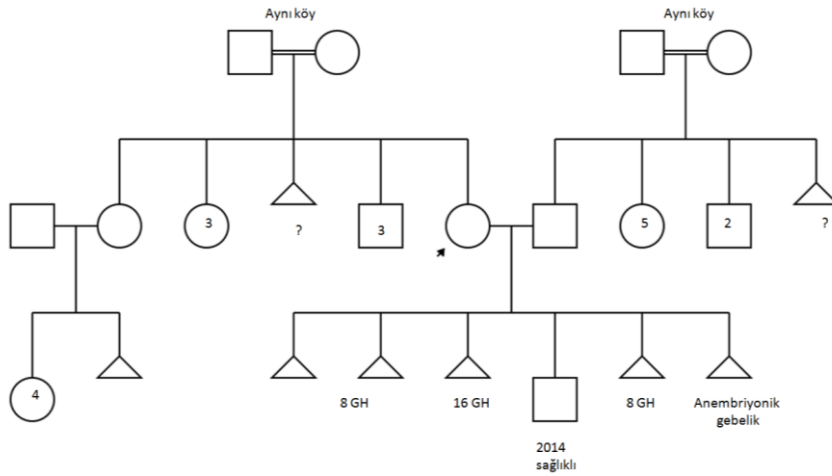 Aynı köy
Aynı köy
3
?
3
5
2
?
4
8 GH
16 GH
8 GH
Anembriyonik
gebelik
2014
sağlıklı